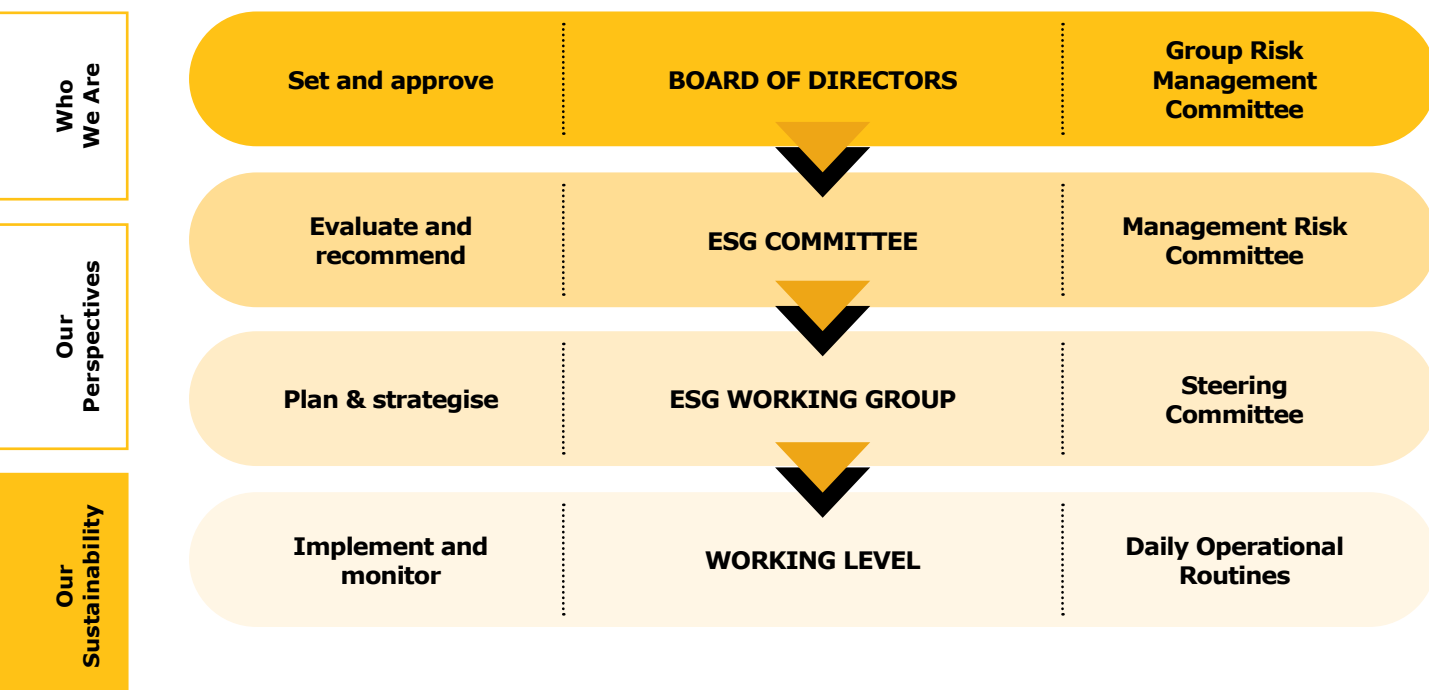 Who
We Are
Our
Perspectives
Our
Sustainability
Set and approve
BOARD OF DIRECTORS
Group Risk
Management
Committee
Evaluate and
recommend
ESG COMMITTEE
Management Risk
Committee
Plan & strategise
ESG WORKING GROUP
Steering
Committee
Implement and
monitor
WORKING LEVEL
Daily Operational
Routines